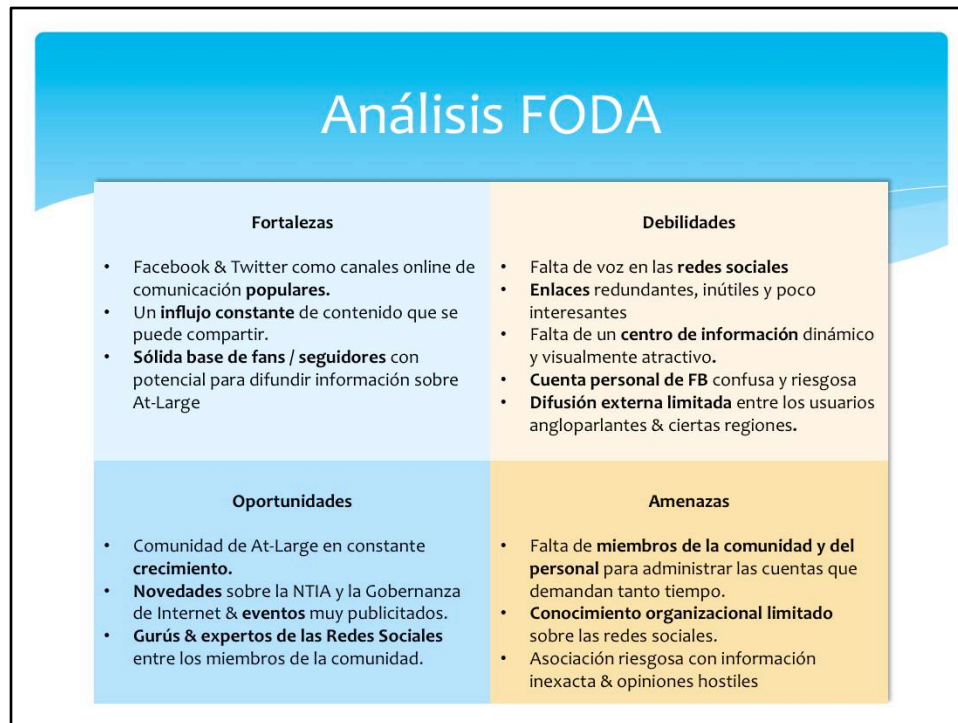 Análisis FODA
Fortalezas
• Facebook & Twitter como canales online de
comunicación populares.
• Un influjo constante de contenido que se
puede compartir.
• Sólida base de fans / seguidores con
potencial para difundir información sobre
At-Large
Debilidades
• Falta de voz en las redes sociales
• Enlaces redundantes, inútiles y poco
interesantes
• Falta de un centro de información dinámico
y visualmente atractivo.
• Cuenta personal de FB confusa y riesgosa
• Difusión externa limitada entre los usuarios
angloparlantes & ciertas regiones.
Oportunidades
• Comunidad de At-Large en constante
crecimiento.
• Novedades sobre la NTIA y la Gobernanza
de Internet & eventos muy publicitados.
• Gurús & expertos de las Redes Sociales
entre los miembros de la comunidad.
Amenazas
• Falta de miembros de la comunidad y del
personal para administrar las cuentas que
demandan tanto tiempo.
• Conocimiento organizacional limitado
sobre las redes sociales.
• Asociación riesgosa con información
inexacta & opiniones hostiles